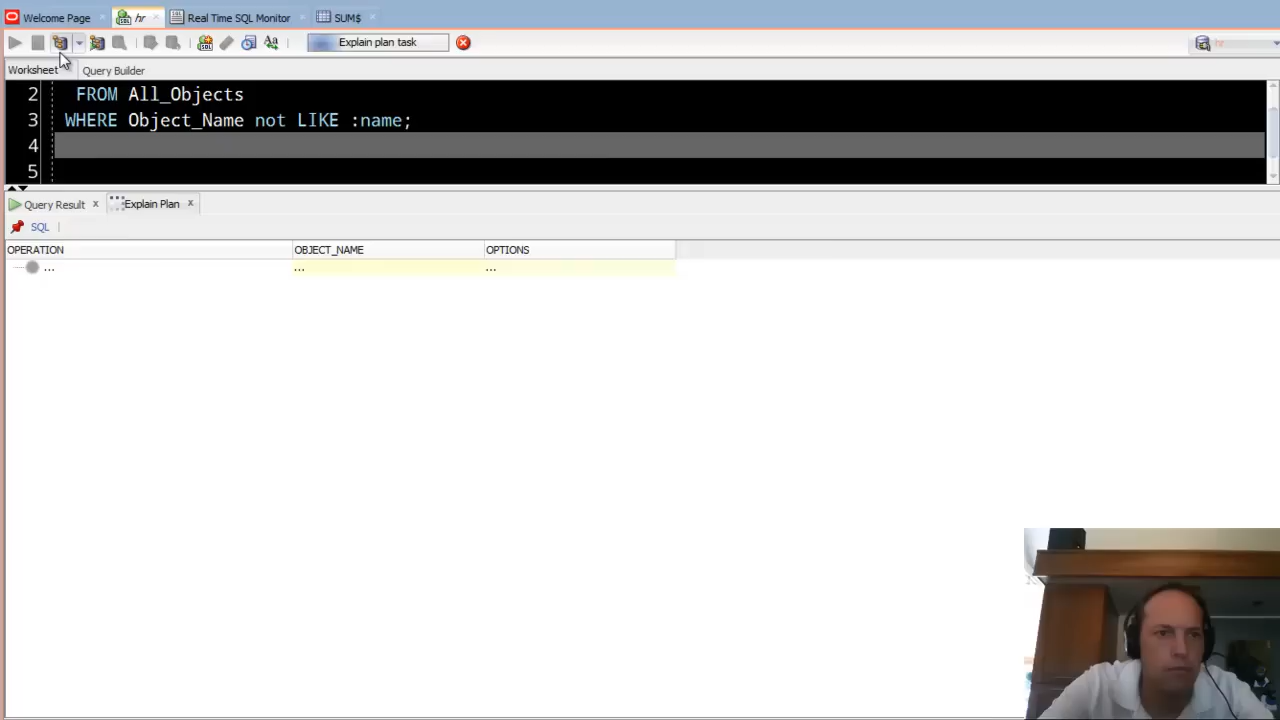 Welcome Page hr Real Time SQL Monitor SUM$
Explain plan task hr
Worksheet Query Builder
2 FROM All_Objects
3 WHERE Object_Name not LIKE :name;
4
5
Query Result x Explain Plan x
SQL
OPERATION OBJECT_NAME OPTIONS
... ... ...